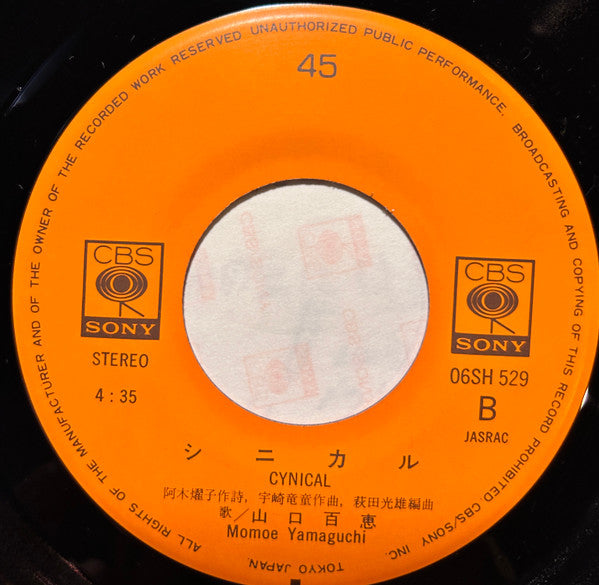 45
ALL RIGHTS OF THE MANUFACTURER AND OF THE OWNER OF THE RECORDED WORK RESERVED UNAUTHORIZED PUBLIC PERFORMANCE. BROADCASTING AND COPYING OF THIS RECORD PROHIBITED CBS/SONY INC. TOKYO JAPAN.
CBS
SONY
STEREO
4:35
CBS
SONY
06SH 529
B
JASRAC
シニカル
CYNICAL
阿木燿子作詩，宇崎竜童作曲，萩田光雄編曲
歌／山口百恵
Momoe Yamaguchi